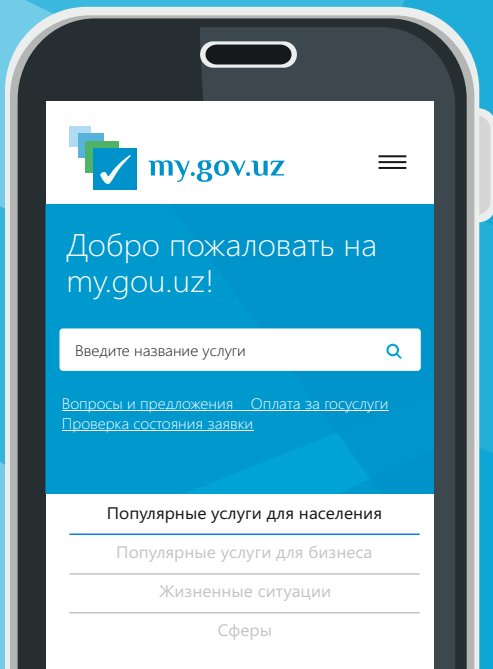 my.gov.uz
Добро пожаловать на
my.gou.uz!
Введите название услуги
Вопросы и предложения Оплата за госуслуги
Проверка состояния заявки
Популярные услуги для населения
Популярные услуги для бизнеса
Жизненные ситуации
Сферы